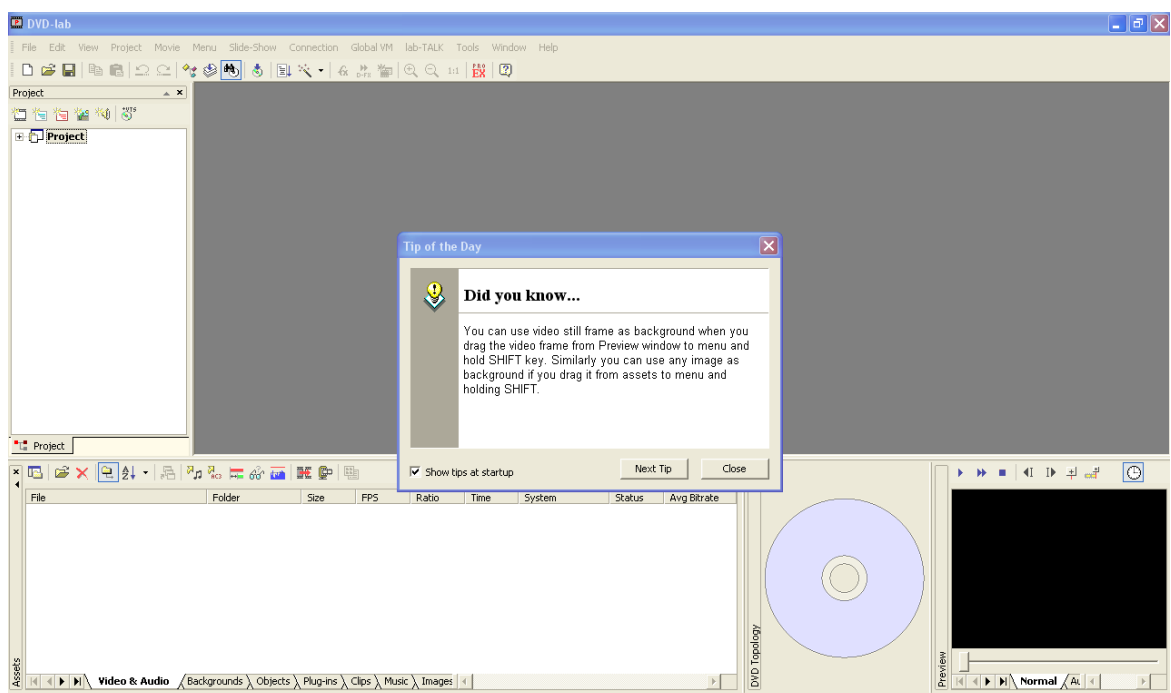 DVD-lab
File Edit View Project Movie Menu Slide-Show Connection Global VM lab-TALK Tools Window Help
1:1 PRO EX
Project
+VTS
Project
Project
Tip of the Day
Did you know...
You can use video still frame as background when you
drag the video frame from Preview window to menu and
hold SHIFT key. Similarly you can use any image as
background if you drag it from assets to menu and
holding SHIFT.
Show tips at startup
Next Tip
Close
File Folder Size FPS Ratio Time System Status Avg Bitrate
Assets
Video & Audio Backgrounds Objects Plug-ins Clips Music Images
DVD Topology
Preview
Normal